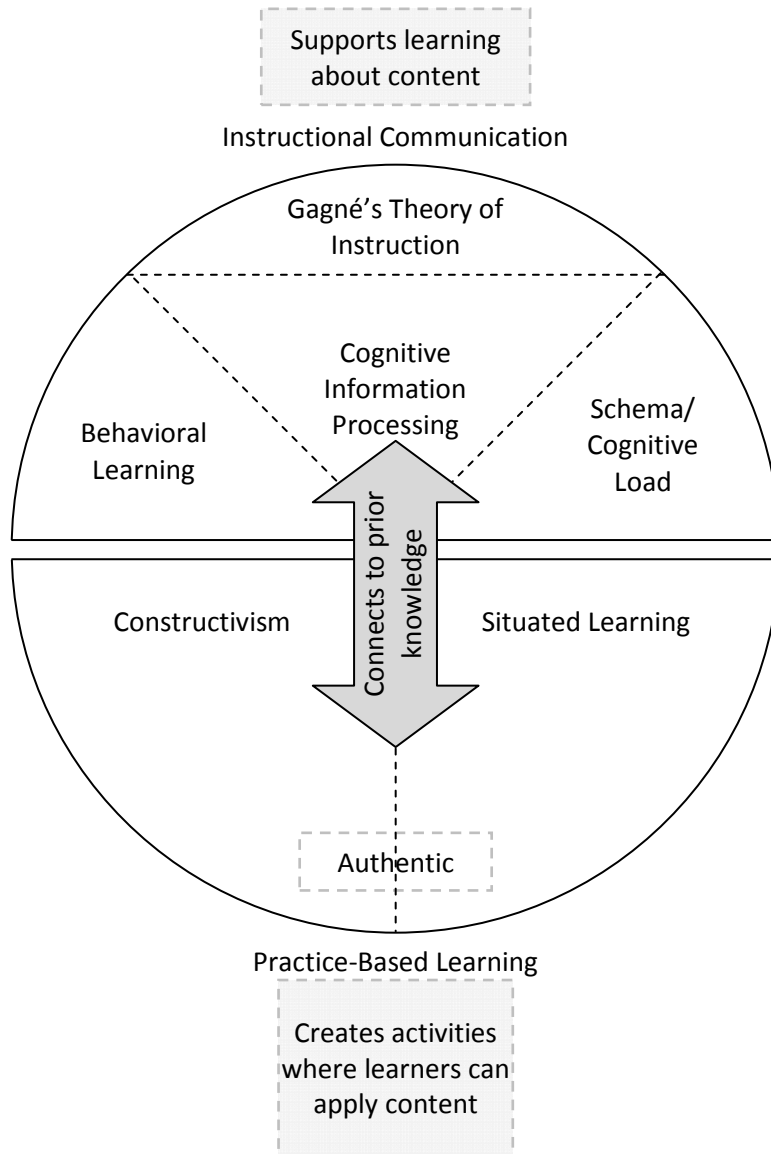 Supports learning
about content
Instructional Communication
Gagné’s Theory of
Instruction
Cognitive
Information
Processing
Behavioral
Learning
Schema/
Cognitive
Load
Connects to prior
knowledge
Constructivism
Situated Learning
Authentic
Practice-Based Learning
Creates activities
where learners can
apply content